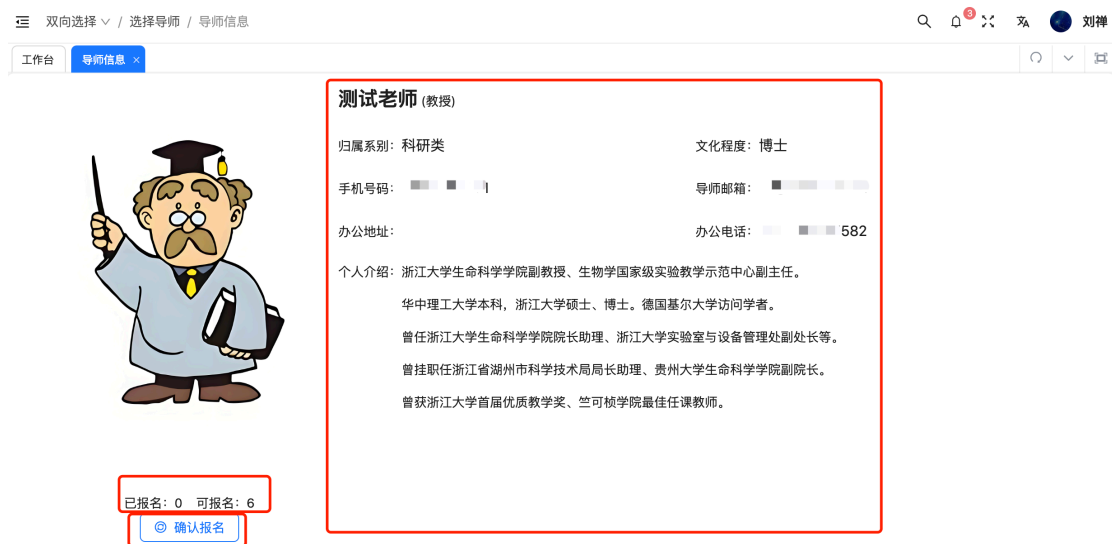 双向选择 / 选择导师 / 导师信息
3
刘禅
工作台 导师信息 ×
测试老师 (教授)
归属系别: 科研类 文化程度: 博士
手机号码: 导师邮箱:
办公地址: 办公电话: 582
个人介绍: 浙江大学生命科学学院副教授、生物学国家级实验教学示范中心副主任。
华中理工大学本科，浙江大学硕士、博士。德国基尔大学访问学者。
曾任浙江大学生命科学学院院长助理、浙江大学实验室与设备管理处副处长等。
曾挂职任浙江省湖州市科学技术局局长助理、贵州大学生命科学学院副院长。
曾获浙江大学首届优质教学奖、竺可桢学院最佳任课教师。
已报名: 0 可报名: 6
确认报名